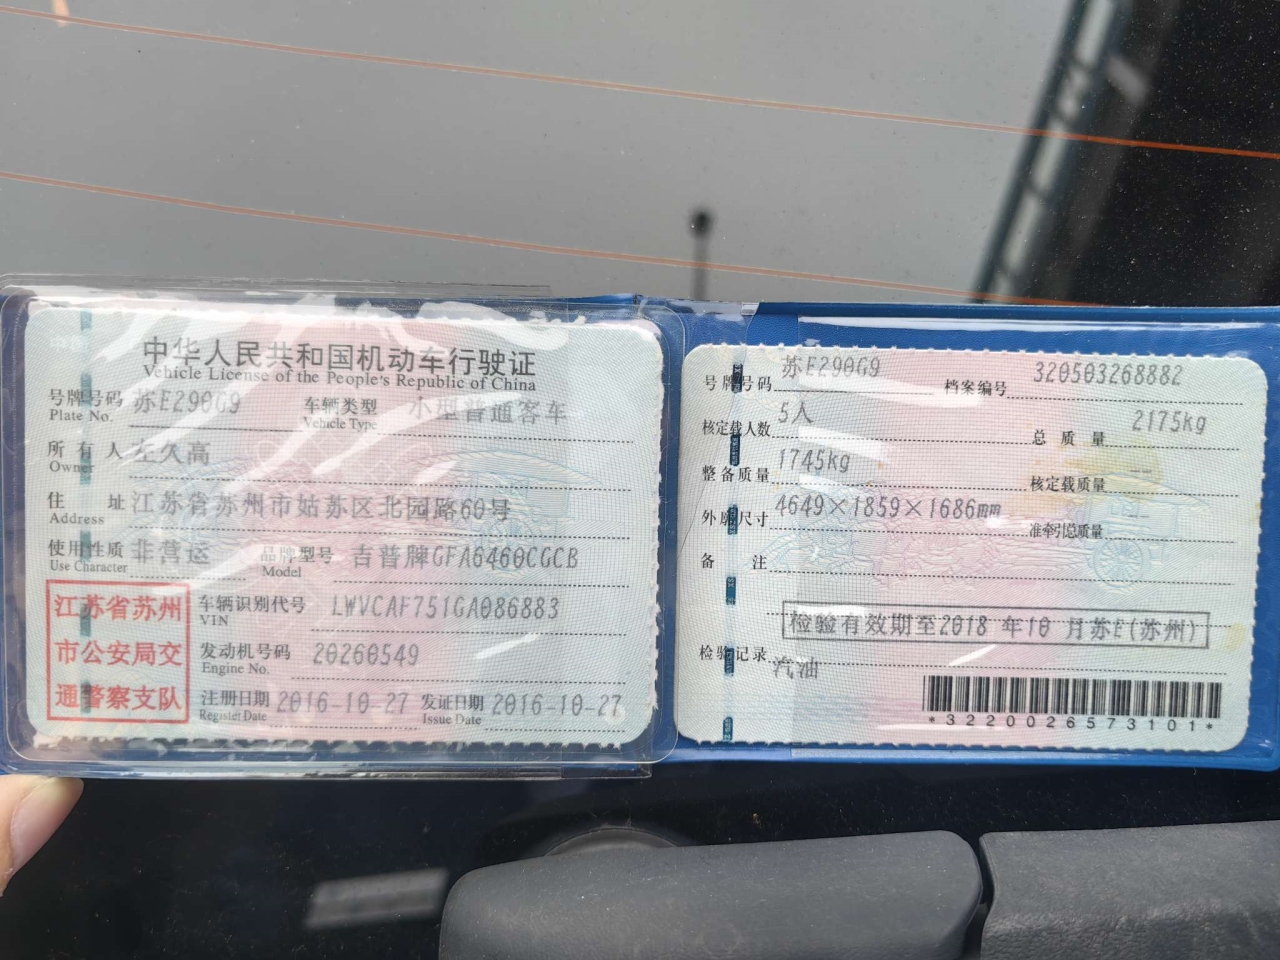 中华人民共和国机动车行驶证
Vehicle License of the People's Republic of China
号牌号码 苏E290G9 车辆类型 小型普通客车
Plate No. Vehicle Type
所有人 左久高
Owner
住址 江苏省苏州市姑苏区北园路60号
Address
使用性质 非营运 品牌型号 吉普牌GFA6460CGCB
Use Character Model
江苏省苏州
市公安局交
通警察支队
车辆识别代号 LWVCAF751GA086883
VIN
发动机号码 20260549
Engine No.
注册日期 2016-10-27 发证日期 2016-10-27
Register Date Issue Date
号牌号码 苏E290G9 档案编号 320503268882
核定载人数 5人 总质量 2175kg
整备质量 1745kg 核定载质量 --
外廓尺寸 4649×1859×1686mm 准牵引总质量
备注
检验有效期至2018 年10 月苏E(苏州)
检验记录
汽油
*3220026573101*